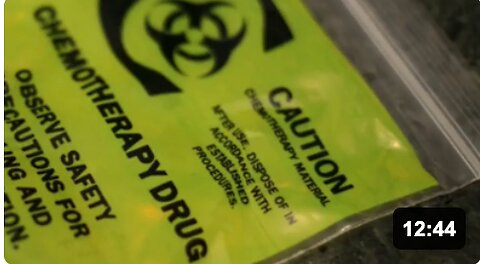 CHEMOTHERAPY DRUG
OBSERVE SAFETY
PRECAUTIONS FOR
AND
CAUTION
CHEMOTHERAPY MATERIAL
AFTER USE, DISPOSE OF IN
ACCORDANCE WITH
ESTABLISHED
PROCEDURES.
12:44